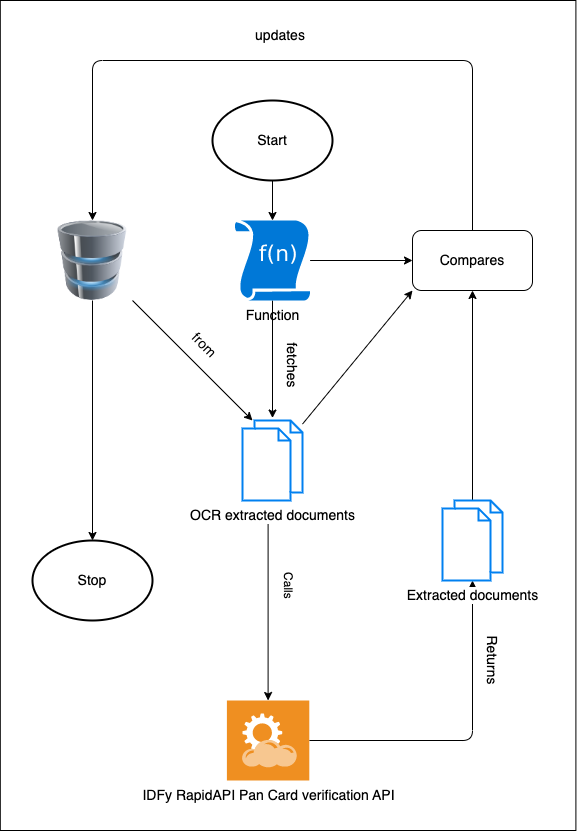 updates
Start
f(n)
Compares
Function
from
fetches
OCR extracted documents
Calls
Stop
Extracted documents
Returns
IDFy RapidAPI Pan Card verification API